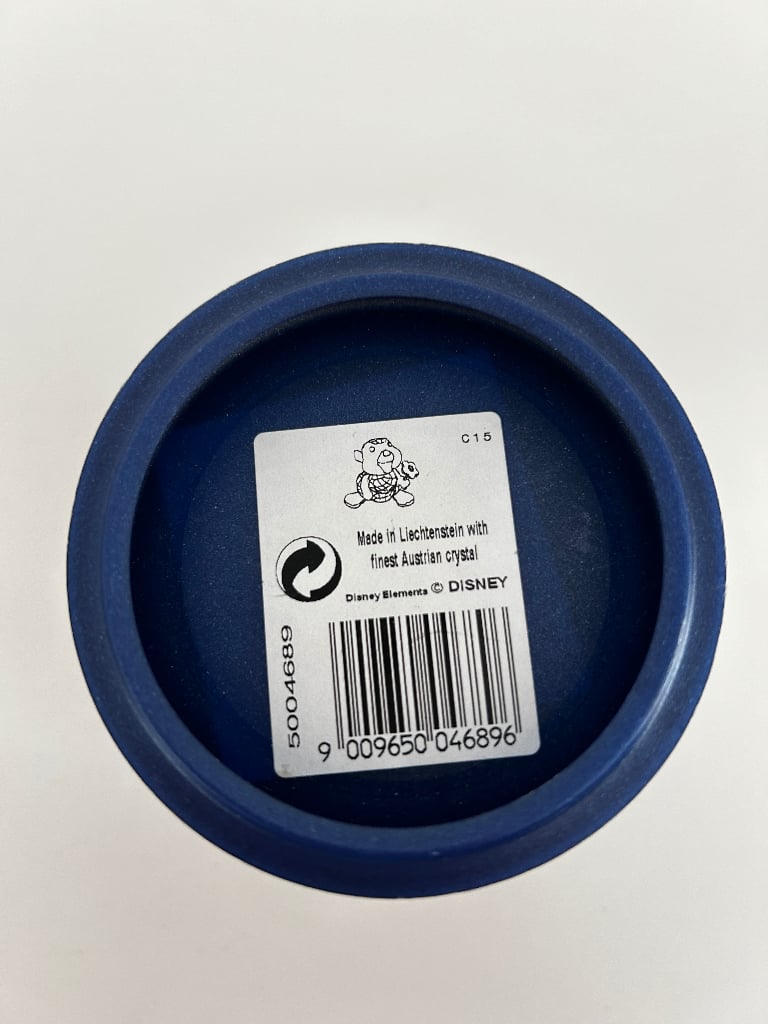 C15
Made in Liechtenstein with
finest Austrian crystal
Disney Elements © DISNEY
5004689
9 009650 046896